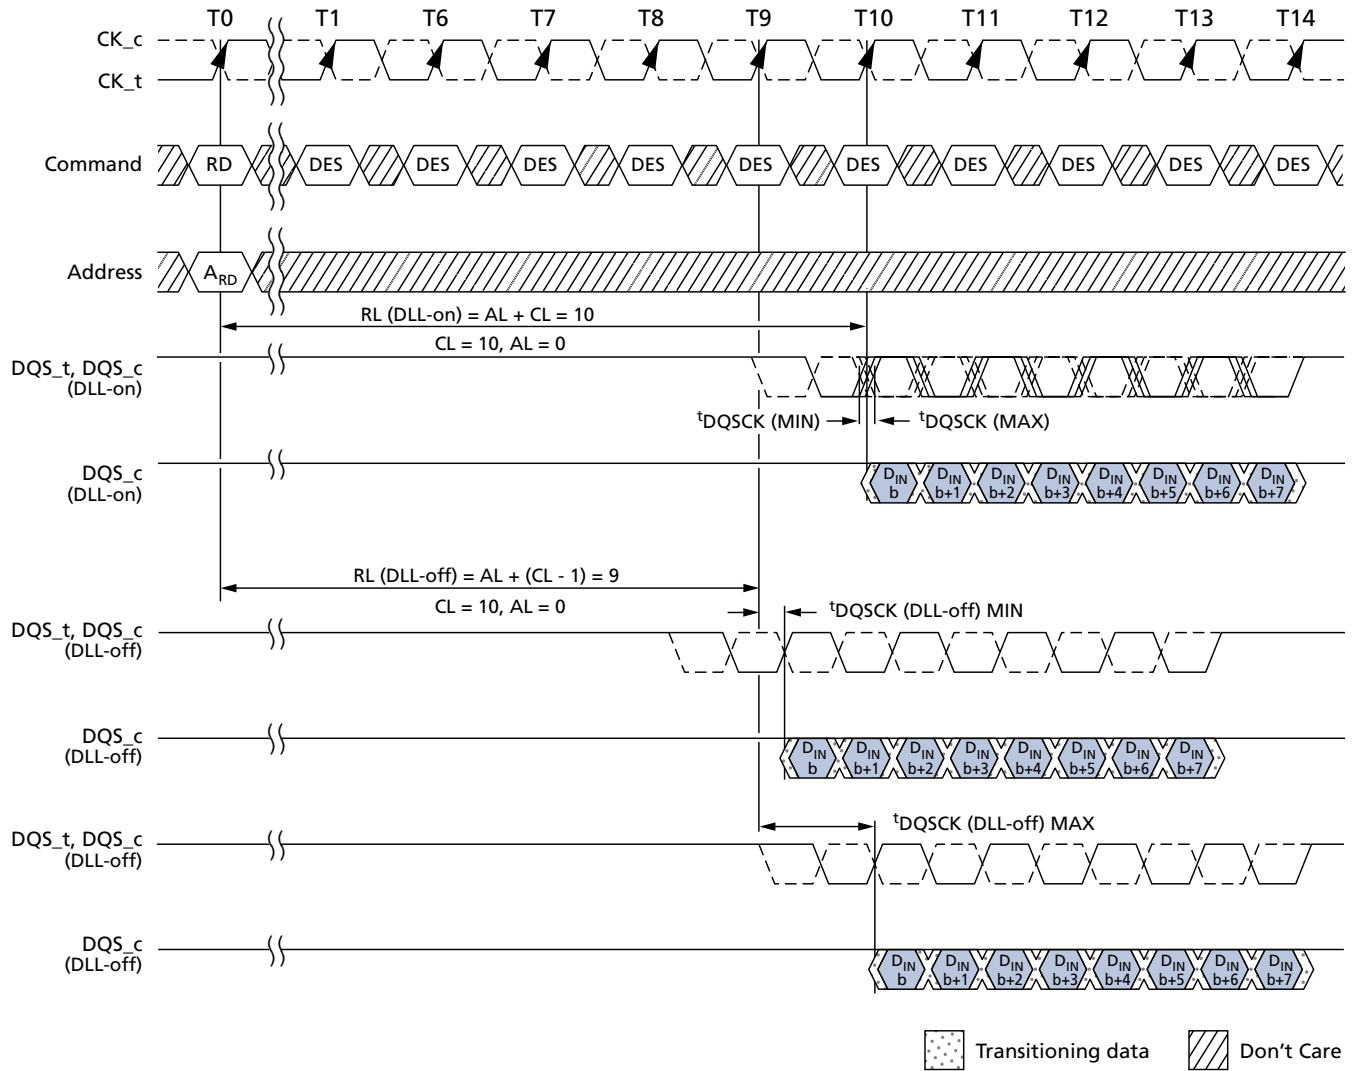 T0 T1 T6 T7 T8 T9 T10 T11 T12 T13 T14
CK_c
CK_t
Command RD DES DES DES DES DES DES DES DES DES DES
Address A_RD
RL (DLL-on) = AL + CL = 10
CL = 10, AL = 0
DQS_t, DQS_c
(DLL-on)
tDQSCK (MIN) tDQSCK (MAX)
DQS_c
(DLL-on)
DIN DIN DIN DIN DIN DIN DIN DIN
b b+1 b+2 b+3 b+4 b+5 b+6 b+7
RL (DLL-off) = AL + (CL - 1) = 9
CL = 10, AL = 0
tDQSCK (DLL-off) MIN
DQS_t, DQS_c
(DLL-off)
DQS_c
(DLL-off)
DIN DIN DIN DIN DIN DIN DIN DIN
b b+1 b+2 b+3 b+4 b+5 b+6 b+7
tDQSCK (DLL-off) MAX
DQS_t, DQS_c
(DLL-off)
DQS_c
(DLL-off)
DIN DIN DIN DIN DIN DIN DIN DIN
b b+1 b+2 b+3 b+4 b+5 b+6 b+7
Transitioning data Don't Care